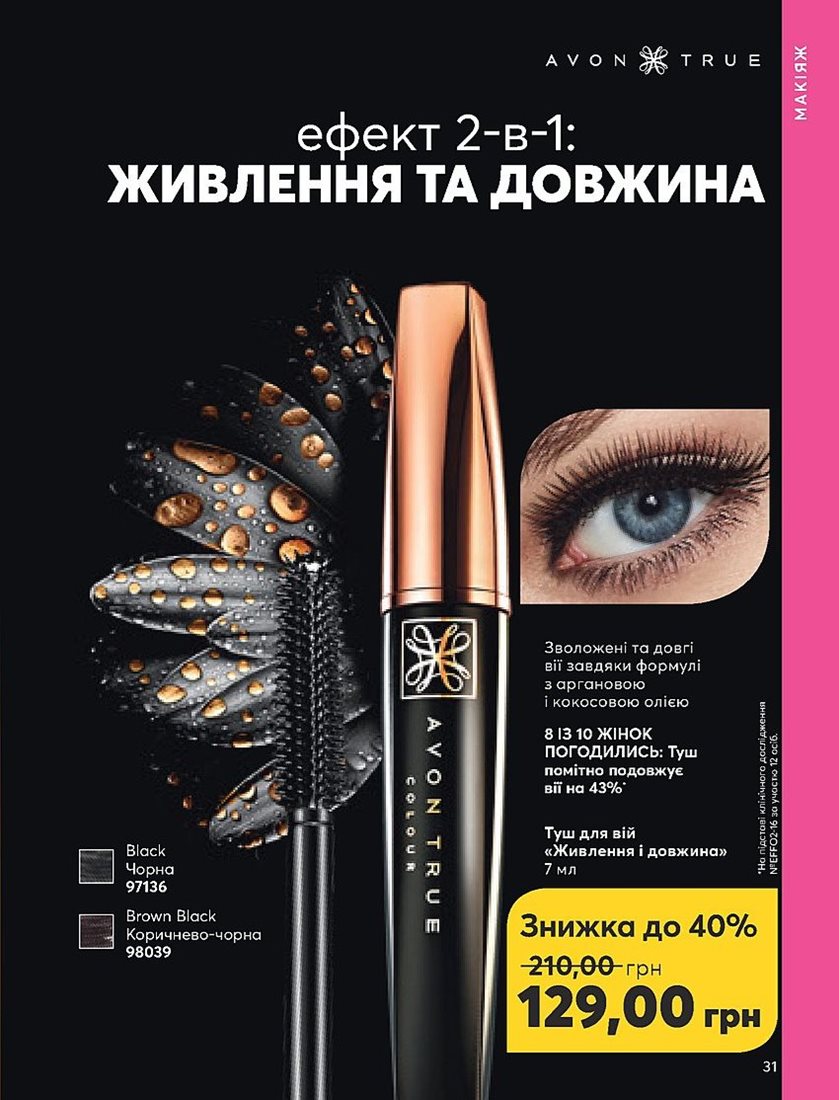 AVON TRUE
МАКІЯЖ
ефект 2-в-1:
ЖИВЛЕННЯ ТА ДОВЖИНА
AVON TRUE
COLOUR
Зволожені та довгі
вії завдяки формулі
з аргановою
і кокосовою олією
8 ІЗ 10 ЖІНОК
ПОГОДИЛИСЬ: Туш
помітно подовжує
вії на 43%*
*На підставі клінічного дослідження
№EFFO2-16 за участю 12 осіб.
Туш для вій
«Живлення і довжина»
7 мл
Black
Чорна
97136
Brown Black
Коричнево-чорна
98039
Знижка до 40%
210,00 грн
129,00 грн
31